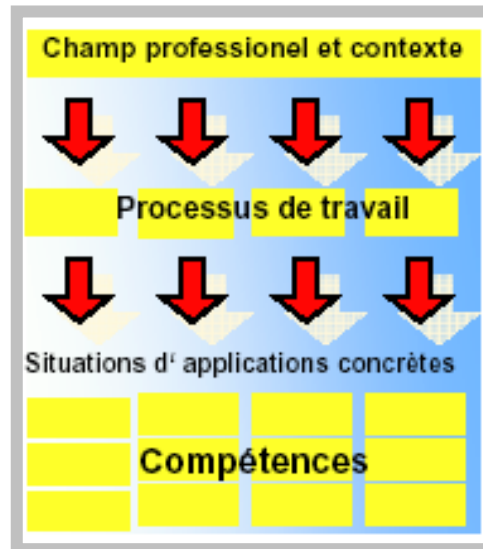 Champ professionel et contexte
Processus de travail
Situations d‘ applications concrètes
Compétences